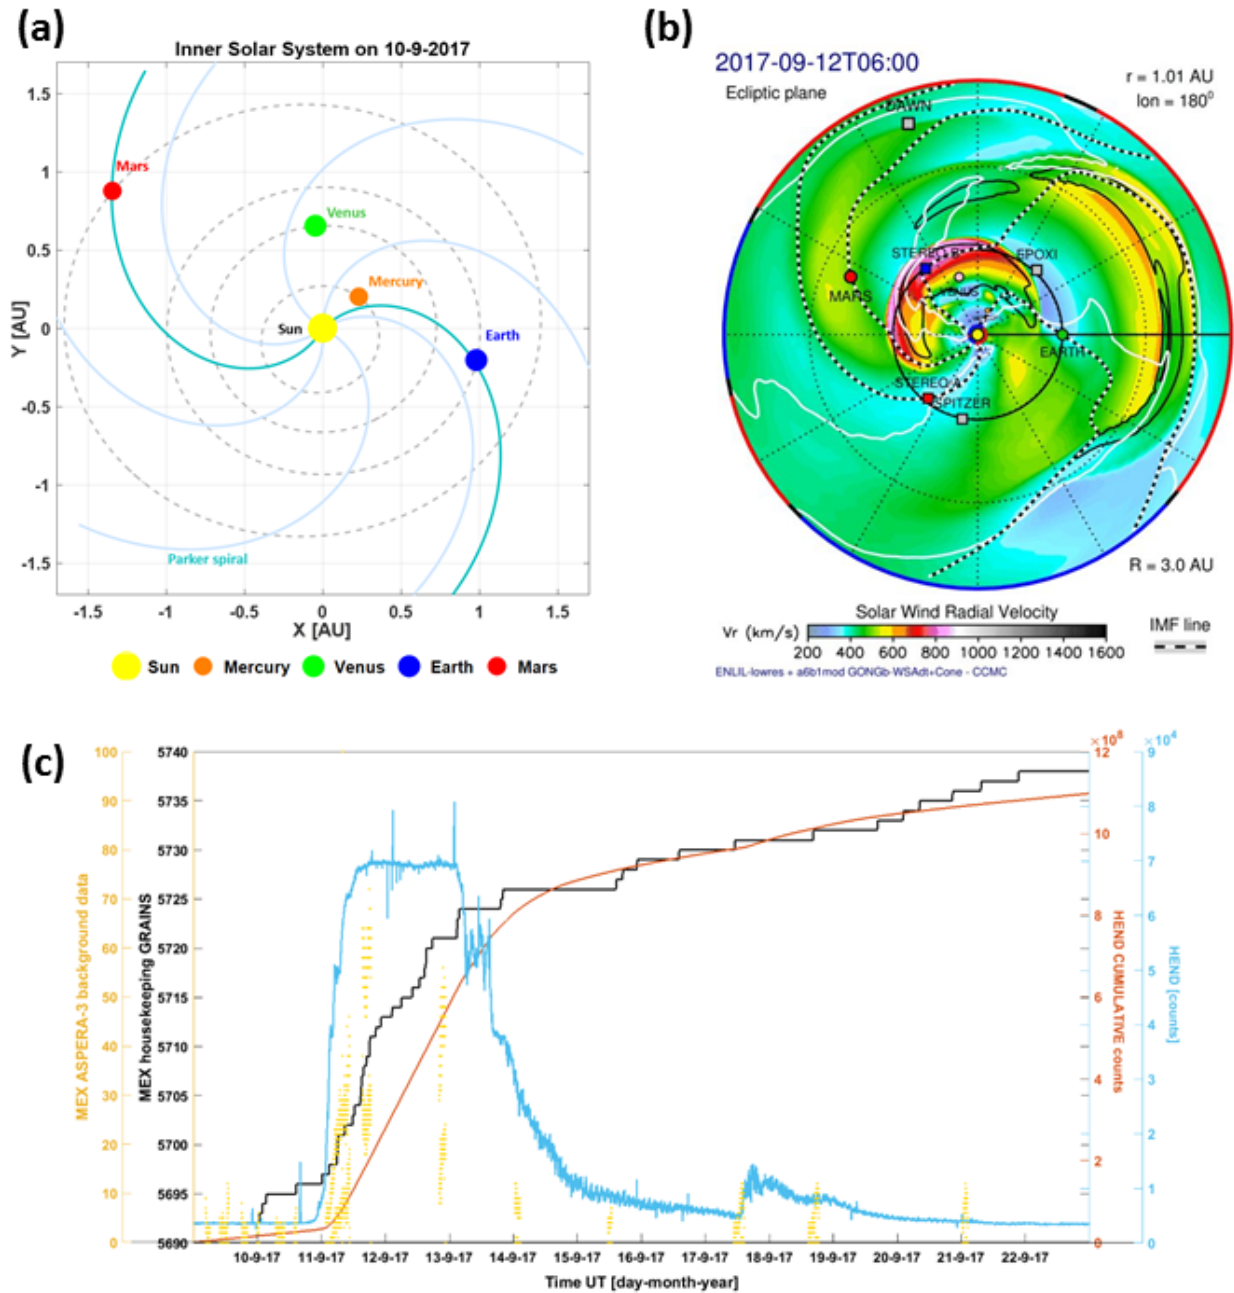 (a)
Inner Solar System on 10-9-2017
1.5
1
0.5
0
-0.5
-1
-1.5
Y [AU]
Mars
Venus
Mercury
Sun
Earth
Parker spiral
-1.5 -1 -0.5 0 0.5 1 1.5
X [AU]
Sun Mercury Venus Earth Mars
(b)
2017-09-12T06:00
Ecliptic plane
r = 1.01 AU
lon = 180⁰
DAWN
STEREO B
EPOXI
MARS
VENUS
EARTH
STEREO A
SPITZER
R = 3.0 AU
Solar Wind Radial Velocity
Vr (km/s)
200 400 600 800 1000 1200 1400 1600
IMF line
ENLIL-lowres + a6b1mod GONGb-WSAdt+Cone - CCMC
(c)
MEX ASPERA-3 background data
100
90
80
70
60
50
40
30
20
10
0
MEX housekeeping GRAINS
5740
5735
5730
5725
5720
5715
5710
5705
5700
5695
5690
×10⁸
12
10
8
6
4
2
0
HEND CUMULATIVE counts
×10⁴
9
8
7
6
5
4
3
2
1
0
HEND [counts]
10-9-17 11-9-17 12-9-17 13-9-17 14-9-17 15-9-17 16-9-17 17-9-17 18-9-17 19-9-17 20-9-17 21-9-17 22-9-17
Time UT [day-month-year]